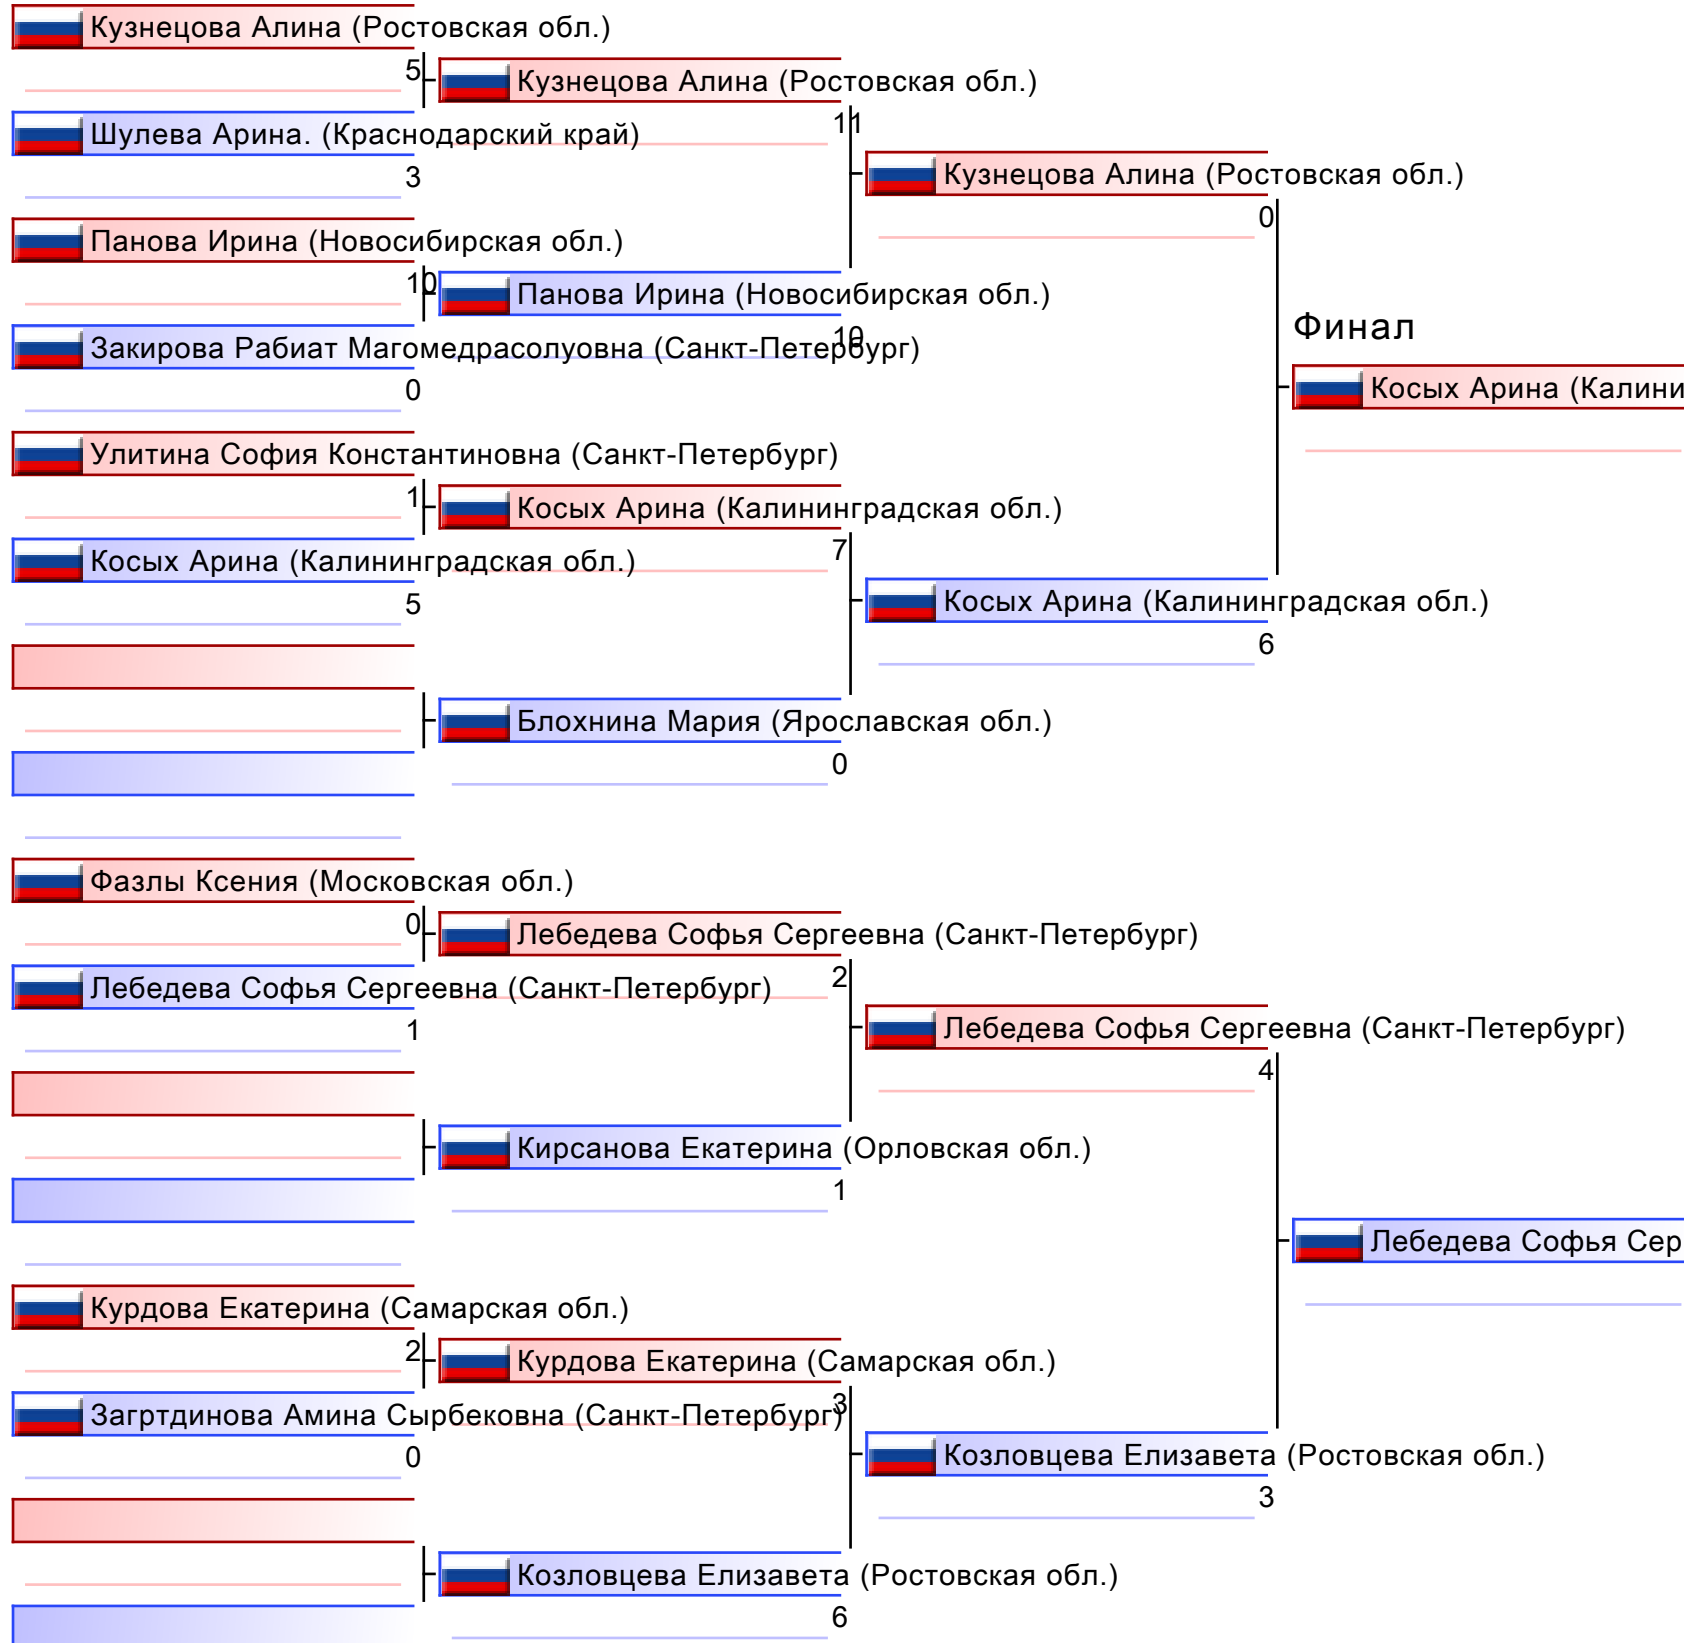 Кузнецова Алина (Ростовская обл.)
5
Кузнецова Алина (Ростовская обл.)
11
Шулева Арина. (Краснодарский край)
3
Кузнецова Алина (Ростовская обл.)
0
Панова Ирина (Новосибирская обл.)
10
Панова Ирина (Новосибирская обл.)
10
Закирова Рабиат Магомедрасолуовна (Санкт-Петербург)
0
Финал
Косых Арина (Калини
Улитина София Константиновна (Санкт-Петербург)
1
Косых Арина (Калининградская обл.)
7
Косых Арина (Калининградская обл.)
5
Косых Арина (Калининградская обл.)
6
Блохнина Мария (Ярославская обл.)
0
Фазлы Ксения (Московская обл.)
0
Лебедева Софья Сергеевна (Санкт-Петербург)
2
Лебедева Софья Сергеевна (Санкт-Петербург)
1
Лебедева Софья Сергеевна (Санкт-Петербург)
4
Кирсанова Екатерина (Орловская обл.)
1
Лебедева Софья Сер
Курдова Екатерина (Самарская обл.)
2
Курдова Екатерина (Самарская обл.)
3
Загртдинова Амина Сырбековна (Санкт-Петербург)
0
Козловцева Елизавета (Ростовская обл.)
3
Козловцева Елизавета (Ростовская обл.)
6